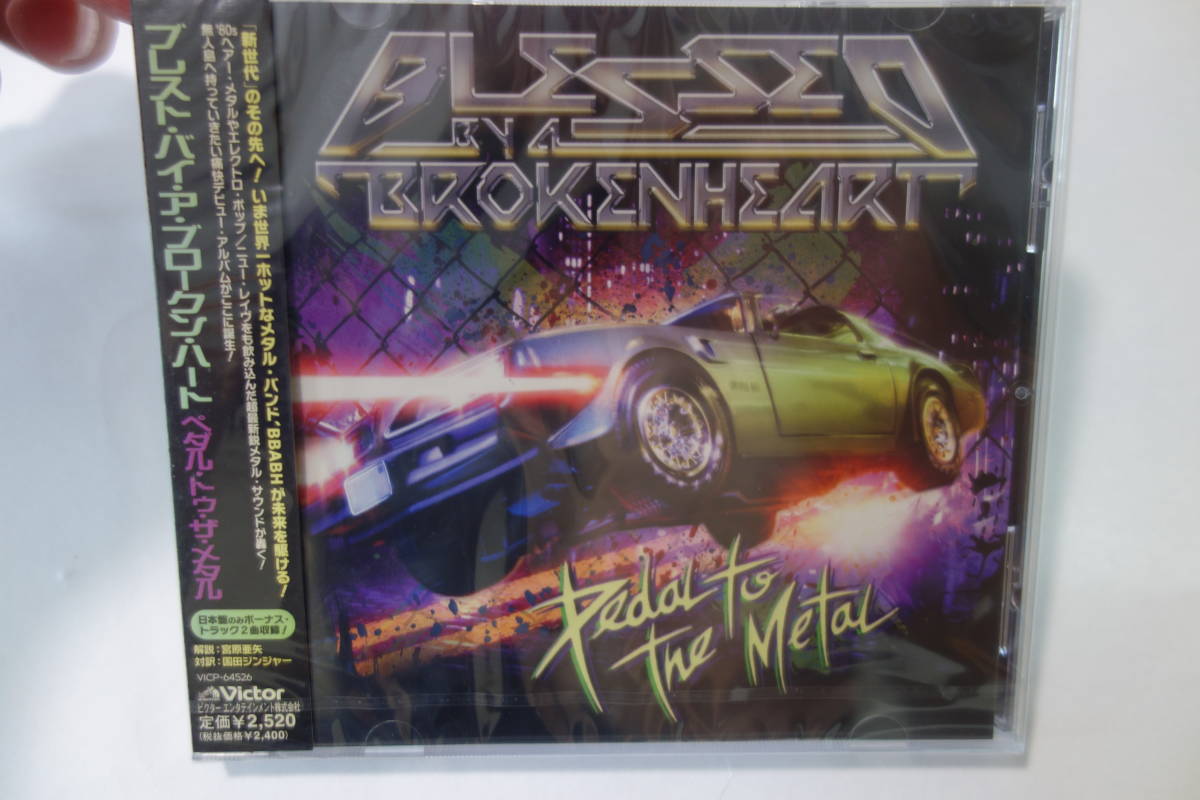 「新世代」のその先へ！ いま世界一ホットなメタル・バンド、BBABHが未来を駆ける！
'80sヘアー・メタルやエレクトロ・ポップ／ニュー・レイヴをも飲み込んだ超最新鋭メタル・サウンドが轟く！
無人島へ持っていきたい痛快デビュー・アルバムがここに誕生！
ブレスト・バイ・ア・ブロークン・ハート
ペダル・トゥ・ザ・メタル
日本盤のみボーナス・
トラック2曲収録！
解説：宮原亜矢
対訳：国田ジンジャー
VICP-64526
Victor
ビクターエンタテインメント株式会社
定価￥2,520
(税抜価格￥2,400)
BLESSED
BY A
BROKENHEART
Pedal to
the Metal